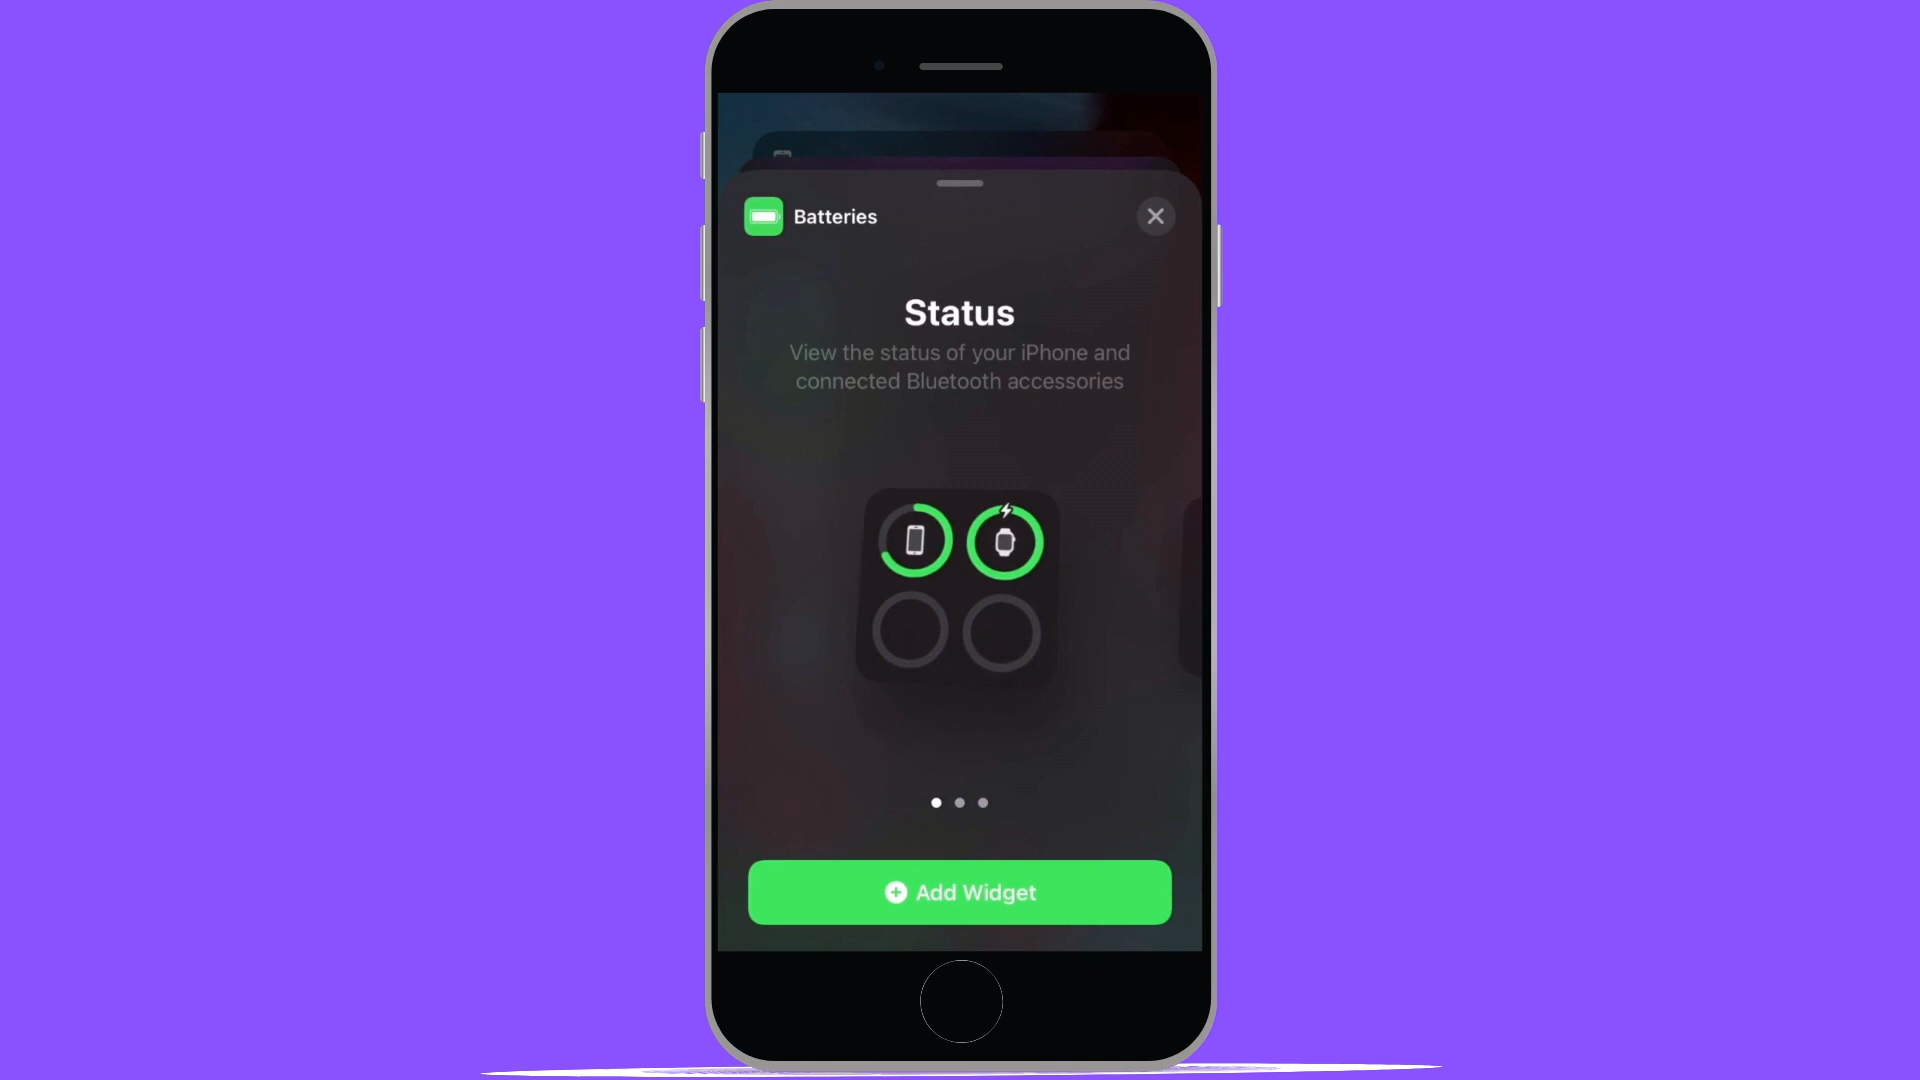 Batteries
Status
View the status of your iPhone and
connected Bluetooth accessories
Add Widget